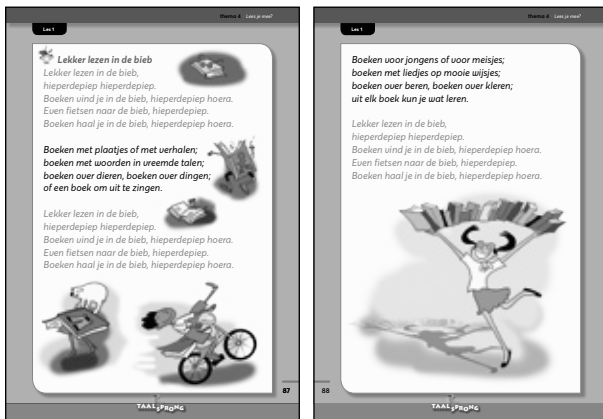 thema 4 Lees je mee?
Les 1
Lekker lezen in de bieb
Lekker lezen in de bieb,
hieperdepiep hieperdepiep.
Boeken vind je in de bieb, hieperdepiep hoera.
Even fietsen naar de bieb, hieperdepiep.
Boeken haal je in de bieb, hieperdepiep hoera.
Boeken met plaatjes of met verhalen;
boeken met woorden in vreemde talen;
boeken over dieren, boeken over dingen;
of een boek om uit te zingen.
Lekker lezen in de bieb,
hieperdepiep hieperdepiep.
Boeken vind je in de bieb, hieperdepiep hoera.
Even fietsen naar de bieb, hieperdepiep.
Boeken haal je in de bieb, hieperdepiep hoera.
87
TAALSPRONG
thema 4 Lees je mee?
Les 1
Boeken voor jongens of voor meisjes;
boeken met liedjes op mooie wijsjes;
boeken over beren, boeken over kleren;
uit elk boek kun je wat leren.
Lekker lezen in de bieb,
hieperdepiep hieperdepiep.
Boeken vind je in de bieb, hieperdepiep hoera.
Even fietsen naar de bieb, hieperdepiep.
Boeken haal je in de bieb, hieperdepiep hoera.
88
TAALSPRONG